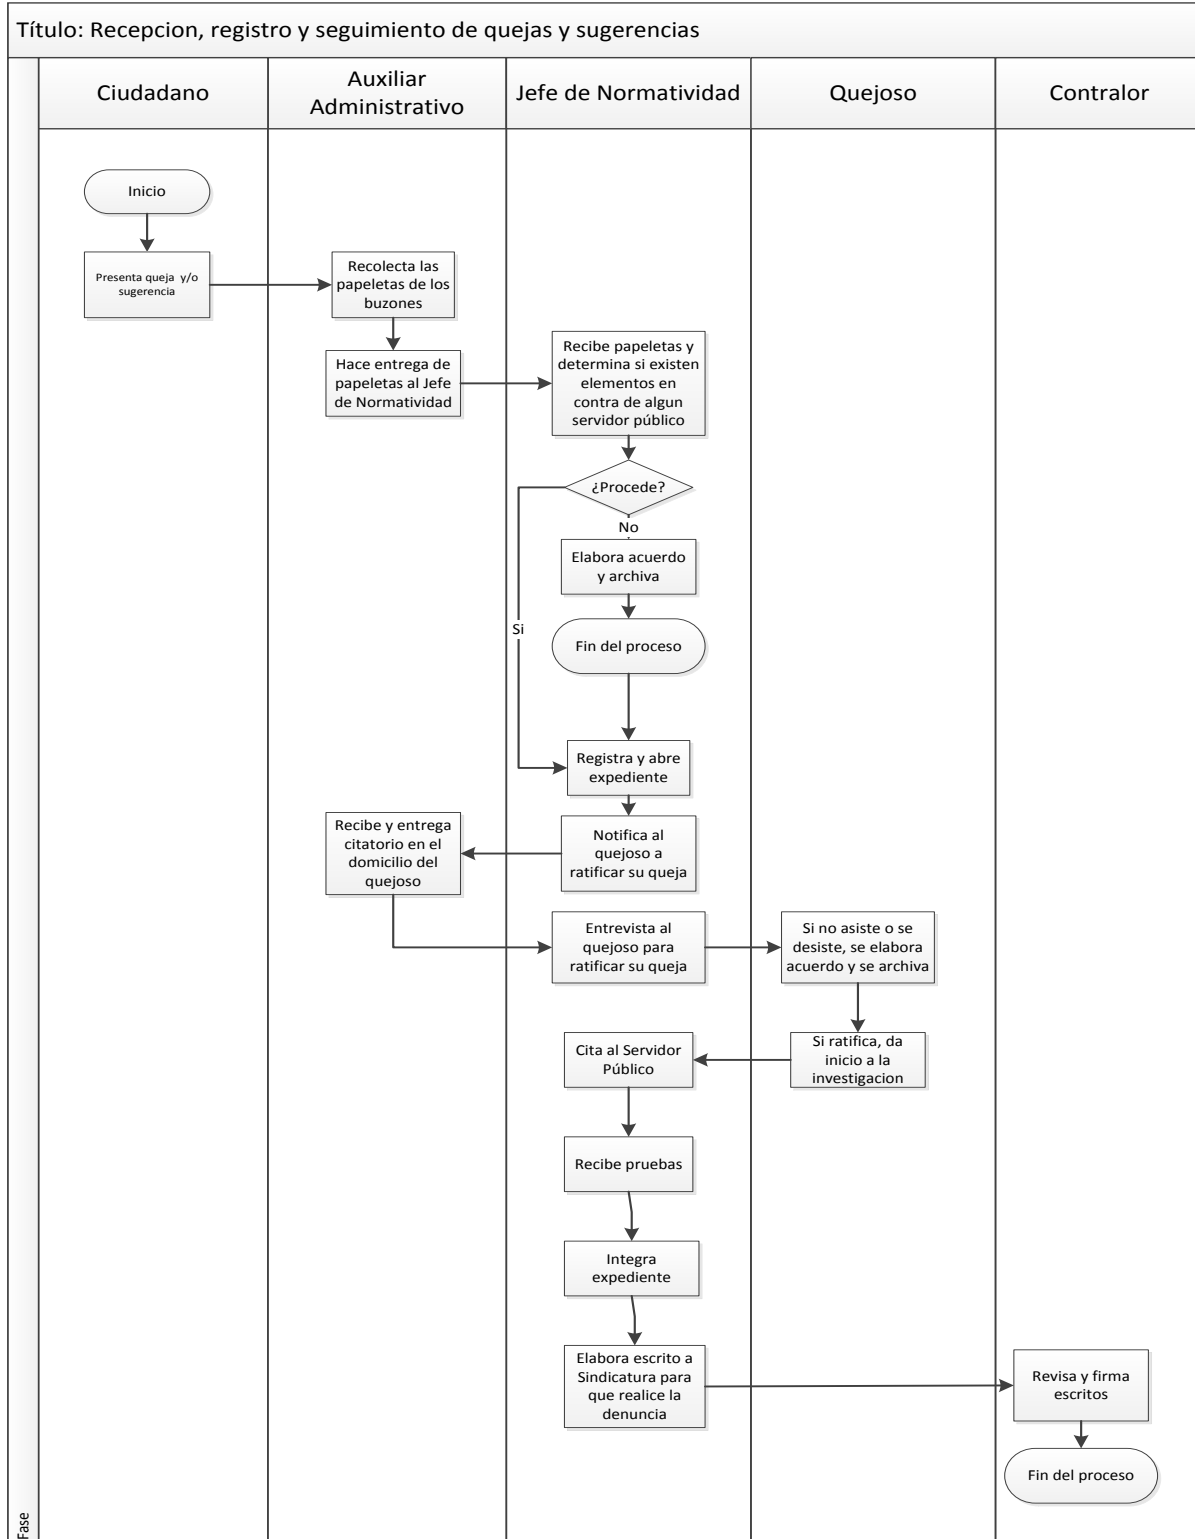 Título: Recepcion, registro y seguimiento de quejas y sugerencias
Ciudadano
Auxiliar
Administrativo
Jefe de Normatividad
Quejoso
Contralor
Inicio
Presenta queja y/o
sugerencia
Recolecta las
papeletas de los
buzones
Hace entrega de
papeletas al Jefe
de Normatividad
Recibe papeletas y
determina si existen
elementos en
contra de algun
servidor público
¿Procede?
No
Elabora acuerdo
y archiva
Si
Fin del proceso
Registra y abre
expediente
Notifica al
quejoso a
ratificar su queja
Recibe y entrega
citatorio en el
domicilio del
quejoso
Entrevista al
quejoso para
ratificar su queja
Si no asiste o se
desiste, se elabora
acuerdo y se archiva
Si ratifica, da
inicio a la
investigacion
Cita al Servidor
Público
Recibe pruebas
Integra
expediente
Elabora escrito a
Sindicatura para
que realice la
denuncia
Revisa y firma
escritos
Fin del proceso
Fase